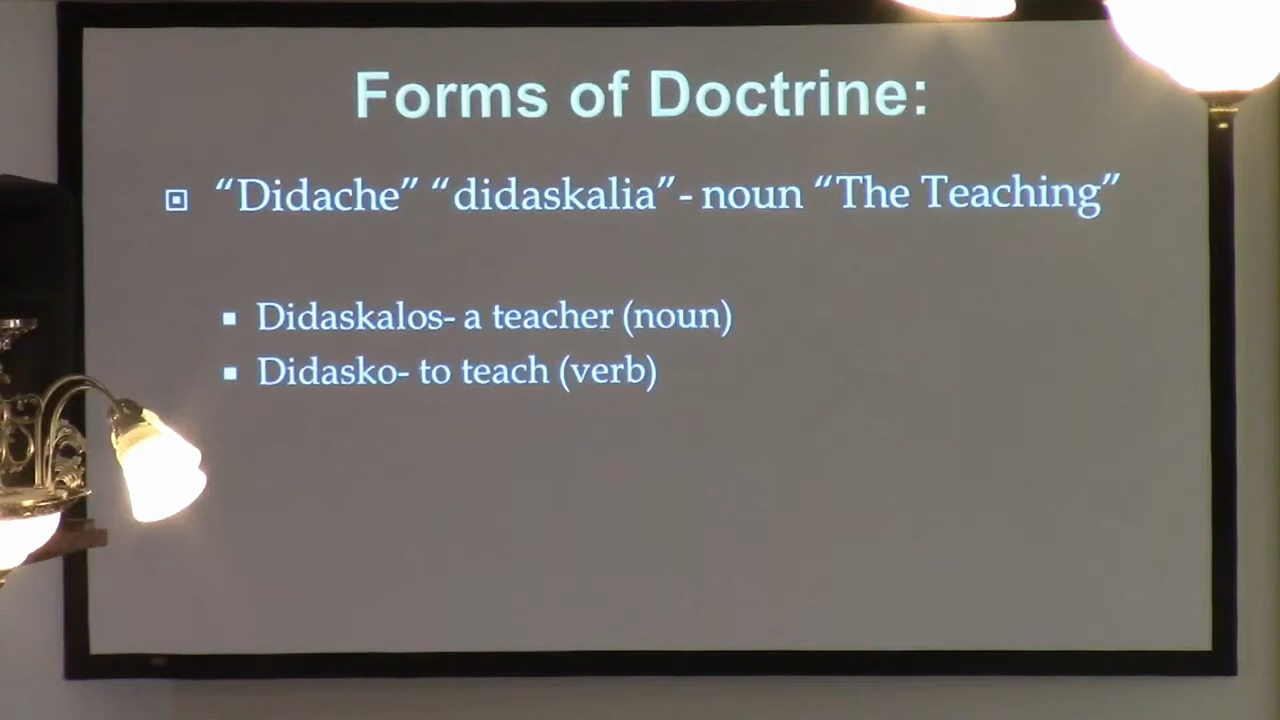 Forms of Doctrine:
“Didache” “didaskalia”- noun “The Teaching”
Didaskalos- a teacher (noun)
Didasko- to teach (verb)